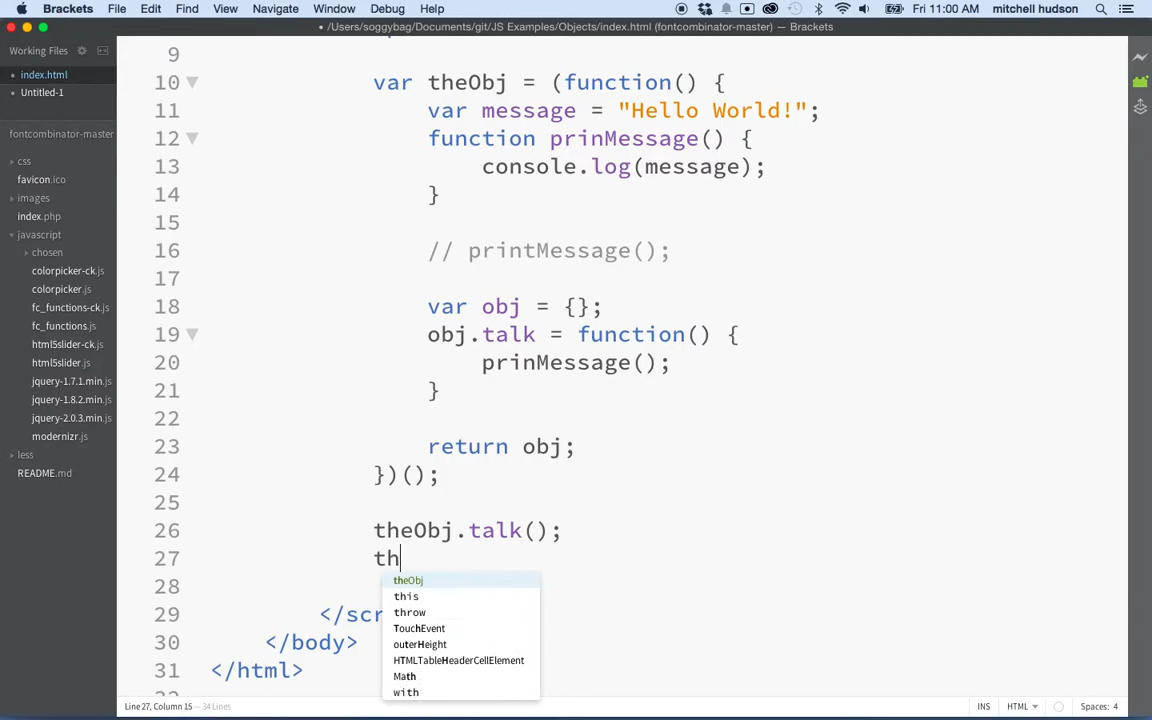 Brackets File Edit Find View Navigate Window Debug Help Fri 11:00 AM mitchell hudson
/Users/soggybag/Documents/git/JS Examples/Objects/index.html (fontcombinator-master) — Brackets
Working Files
index.html
Untitled-1
fontcombinator-master
css
favicon.ico
images
index.php
javascript
chosen
colorpicker-ck.js
colorpicker.js
fc_functions-ck.js
fc_functions.js
html5slider-ck.js
html5slider.js
jquery-1.7.1.min.js
jquery-1.8.2.min.js
jquery-2.0.3.min.js
modernizr.js
less
README.md
9
10 var theObj = (function() {
11 var message = "Hello World!";
12 function prinMessage() {
13 console.log(message);
14 }
15
16 // printMessage();
17
18 var obj = {};
19 obj.talk = function() {
20 prinMessage();
21 }
22
23 return obj;
24 })();
25
26 theObj.talk();
27 th
28
29 </scr
30 </body>
31 </html>
theObj
this
throw
TouchEvent
outerHeight
HTMLTableHeaderCellElement
Math
with
Line 27, Column 15 — 34 Lines INS HTML Spaces: 4